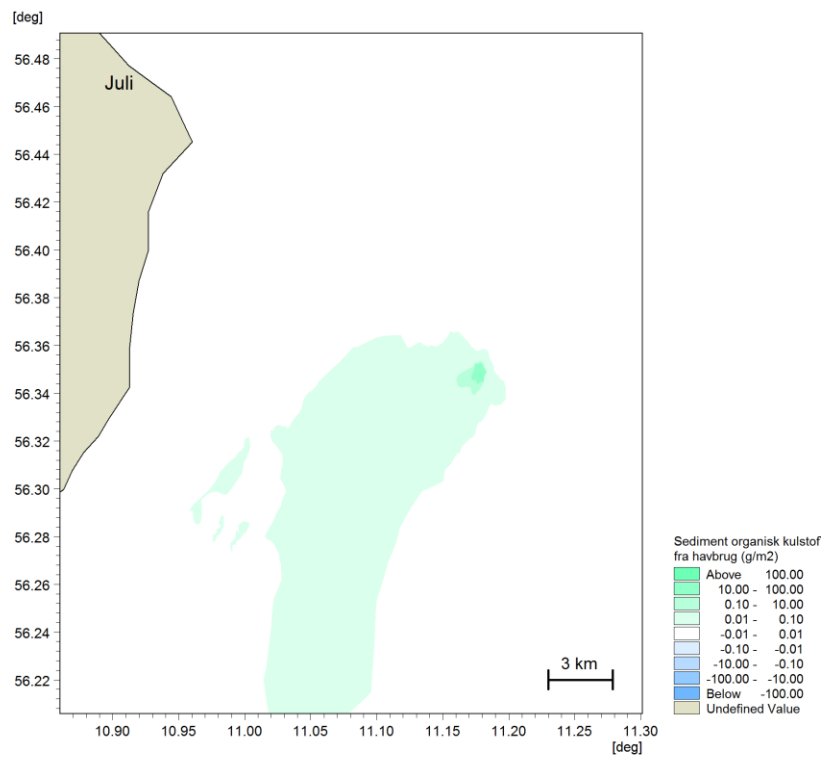 [deg]
56.48
Juli
56.46
56.44
56.42
56.40
56.38
56.36
56.34
56.32
56.30
56.28
56.26
56.24
56.22
3 km
10.90 10.95 11.00 11.05 11.10 11.15 11.20 11.25 11.30
[deg]
Sediment organisk kulstof
fra havbrug (g/m2)
Above 100.00
10.00 - 100.00
0.10 - 10.00
0.01 - 0.10
-0.01 - 0.01
-0.10 - -0.01
-10.00 - -0.10
-100.00 - -10.00
Below -100.00
Undefined Value